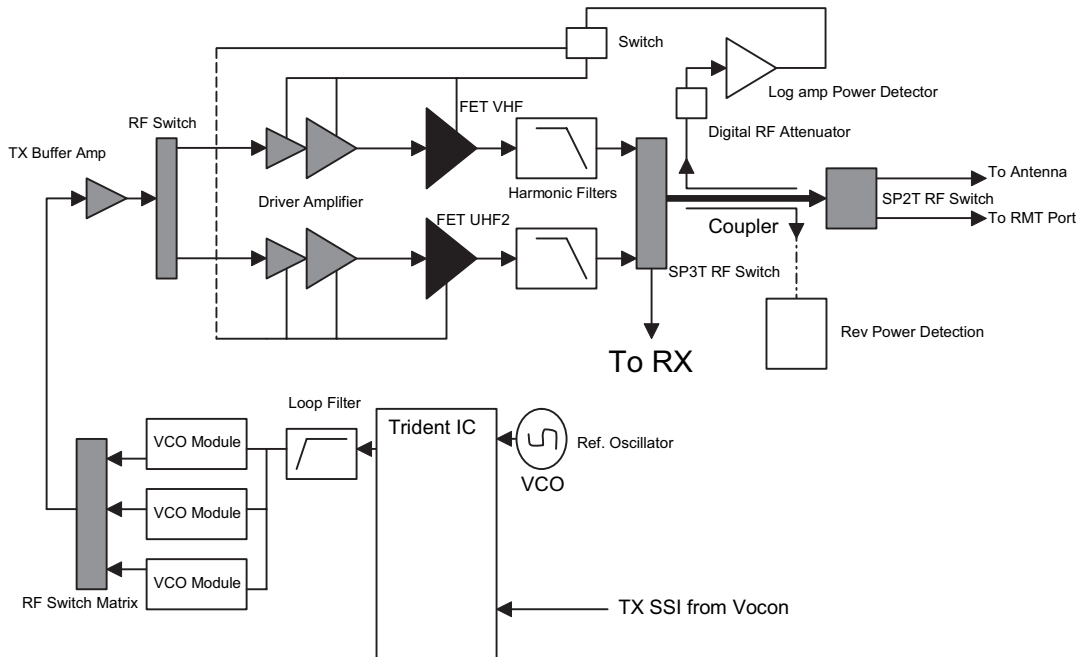 Switch
Log amp Power Detector
FET VHF
RF Switch
Digital RF Attenuator
TX Buffer Amp
To Antenna
Harmonic Filters
SP2T RF Switch
Driver Amplifier
To RMT Port
FET UHF2
Coupler
SP3T RF Switch
Rev Power Detection
To RX
Loop Filter
Trident IC
VCO Module
Ref. Oscillator
VCO
VCO Module
VCO Module
RF Switch Matrix
TX SSI from Vocon